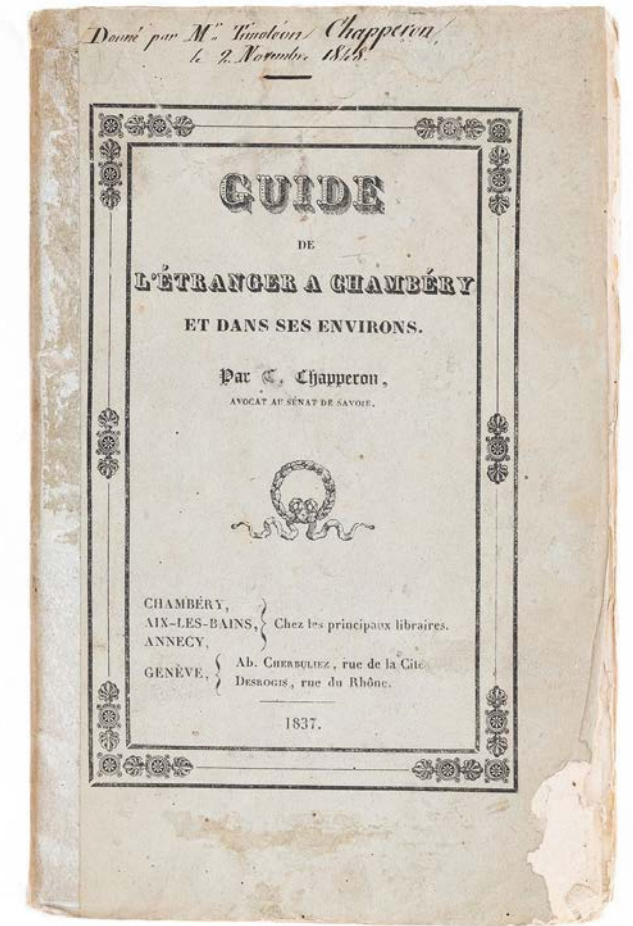 Donné par Mr. Timoléon Chapperon
le 2. Novembre 1848.
GUIDE
DE
L'ÉTRANGER A CHAMBÉRY
ET DANS SES ENVIRONS.
Par C. Chapperon,
AVOCAT AU SÉNAT DE SAVOIE.
CHAMBÉRY,
AIX-LES-BAINS, Chez les principaux libraires.
ANNECY,
GENÈVE, Ab. CHERBULIEZ, rue de la Cité
DESROGIS, rue du Rhône.
1837.